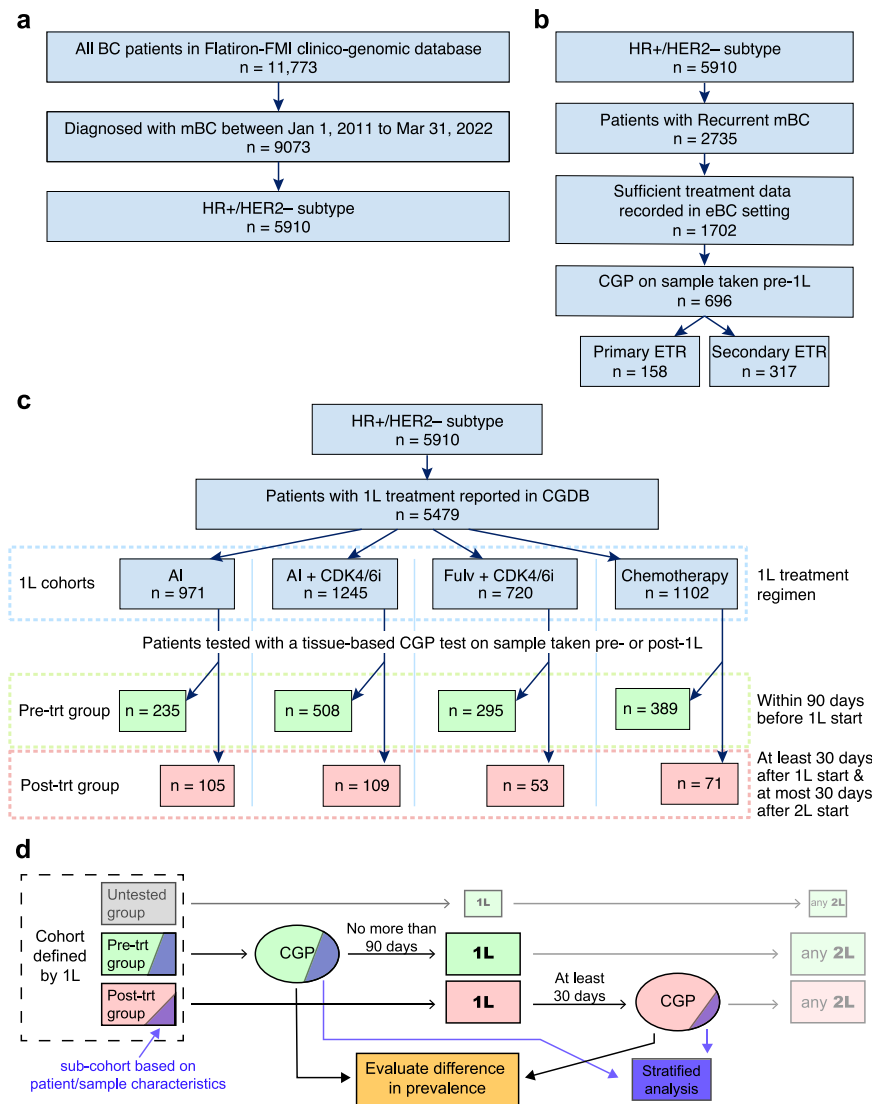 a
All BC patients in Flatiron-FMI clinico-genomic database
n = 11,773
Diagnosed with mBC between Jan 1, 2011 to Mar 31, 2022
n = 9073
HR+/HER2– subtype
n = 5910
b
HR+/HER2– subtype
n = 5910
Patients with Recurrent mBC
n = 2735
Sufficient treatment data
recorded in eBC setting
n = 1702
CGP on sample taken pre-1L
n = 696
Primary ETR
n = 158
Secondary ETR
n = 317
c
HR+/HER2– subtype
n = 5910
Patients with 1L treatment reported in CGDB
n = 5479
1L cohorts
AI
n = 971
AI + CDK4/6i
n = 1245
Fulv + CDK4/6i
n = 720
Chemotherapy
n = 1102
1L treatment
regimen
Patients tested with a tissue-based CGP test on sample taken pre- or post-1L
Pre-trt group
n = 235
n = 508
n = 295
n = 389
Within 90 days
before 1L start
Post-trt group
n = 105
n = 109
n = 53
n = 71
At least 30 days
after 1L start &
at most 30 days
after 2L start
d
Cohort
defined
by 1L
Untested
group
1L
any 2L
Pre-trt
group
CGP
No more than
90 days
1L
any 2L
Post-trt
group
1L
At least
30 days
CGP
any 2L
sub-cohort based on
patient/sample characteristics
Evaluate difference
in prevalence
Stratified
analysis